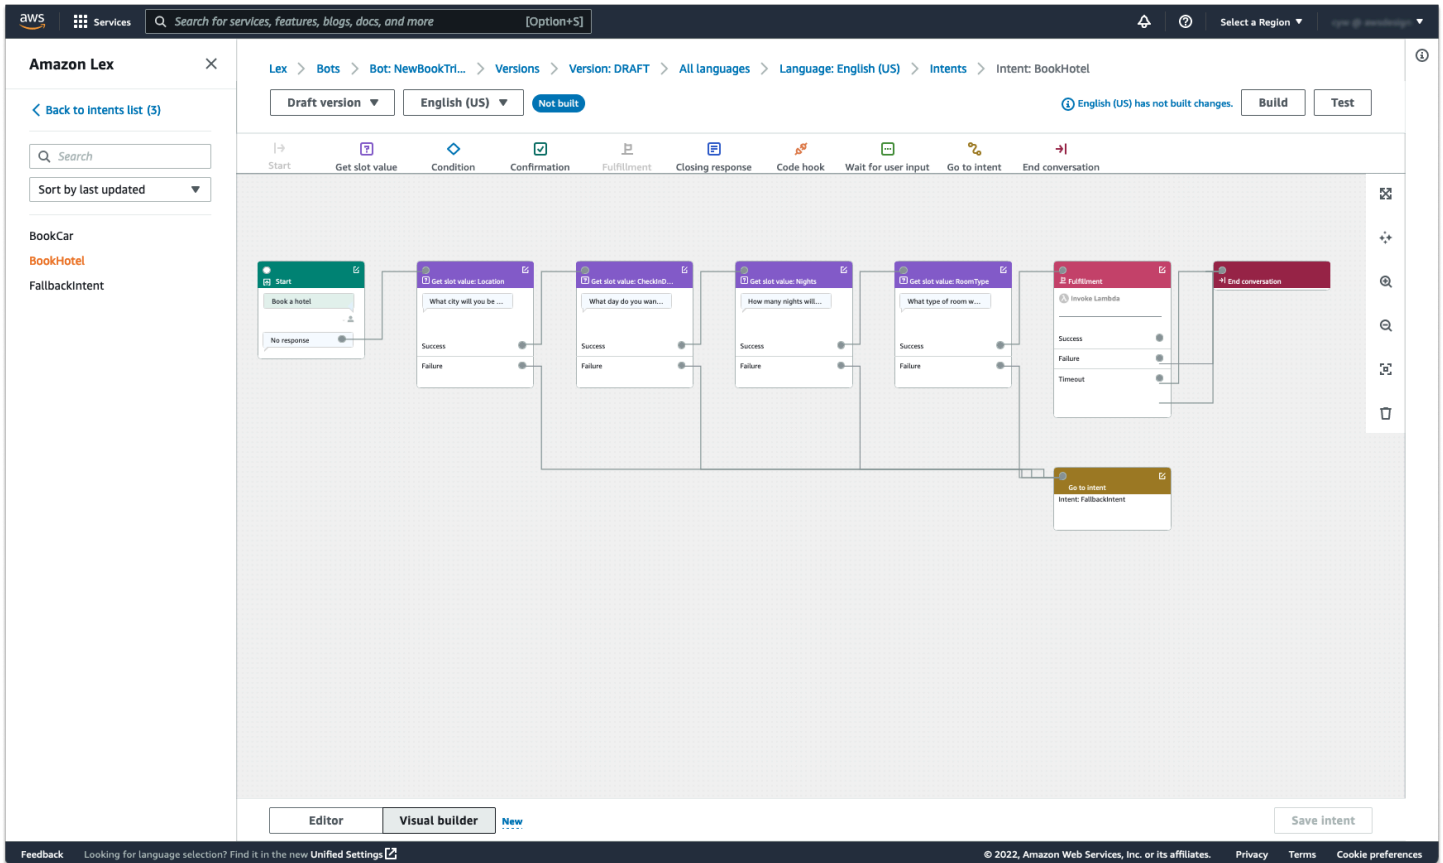 aws
Services
Search for services, features, blogs, docs, and more
[Option+S]
Select a Region
Amazon Lex
Lex
Bots
Bot: NewBookTri...
Versions
Version: DRAFT
All languages
Language: English (US)
Intents
Intent: BookHotel
Back to intents list (3)
Draft version
English (US)
Not built
English (US) has not built changes.
Build
Test
Search
Sort by last updated
BookCar
BookHotel
FallbackIntent
Start
Get slot value
Condition
Confirmation
Fulfillment
Closing response
Code hook
Wait for user input
Go to intent
End conversation
Start
Book a hotel
No response
Get slot value: Location
What city will you be ...
Success
Failure
Get slot value: CheckInD...
What day do you wan...
Success
Failure
Get slot value: Nights
How many nights will...
Success
Failure
Get slot value: RoomType
What type of room w...
Success
Failure
Fulfillment
Invoke Lambda
Success
Failure
Timeout
End conversation
Go to intent
Intent: FallbackIntent
Editor
Visual builder
New
Save intent
Feedback
Looking for language selection? Find it in the new Unified Settings
© 2022, Amazon Web Services, Inc. or its affiliates.
Privacy
Terms
Cookie preferences